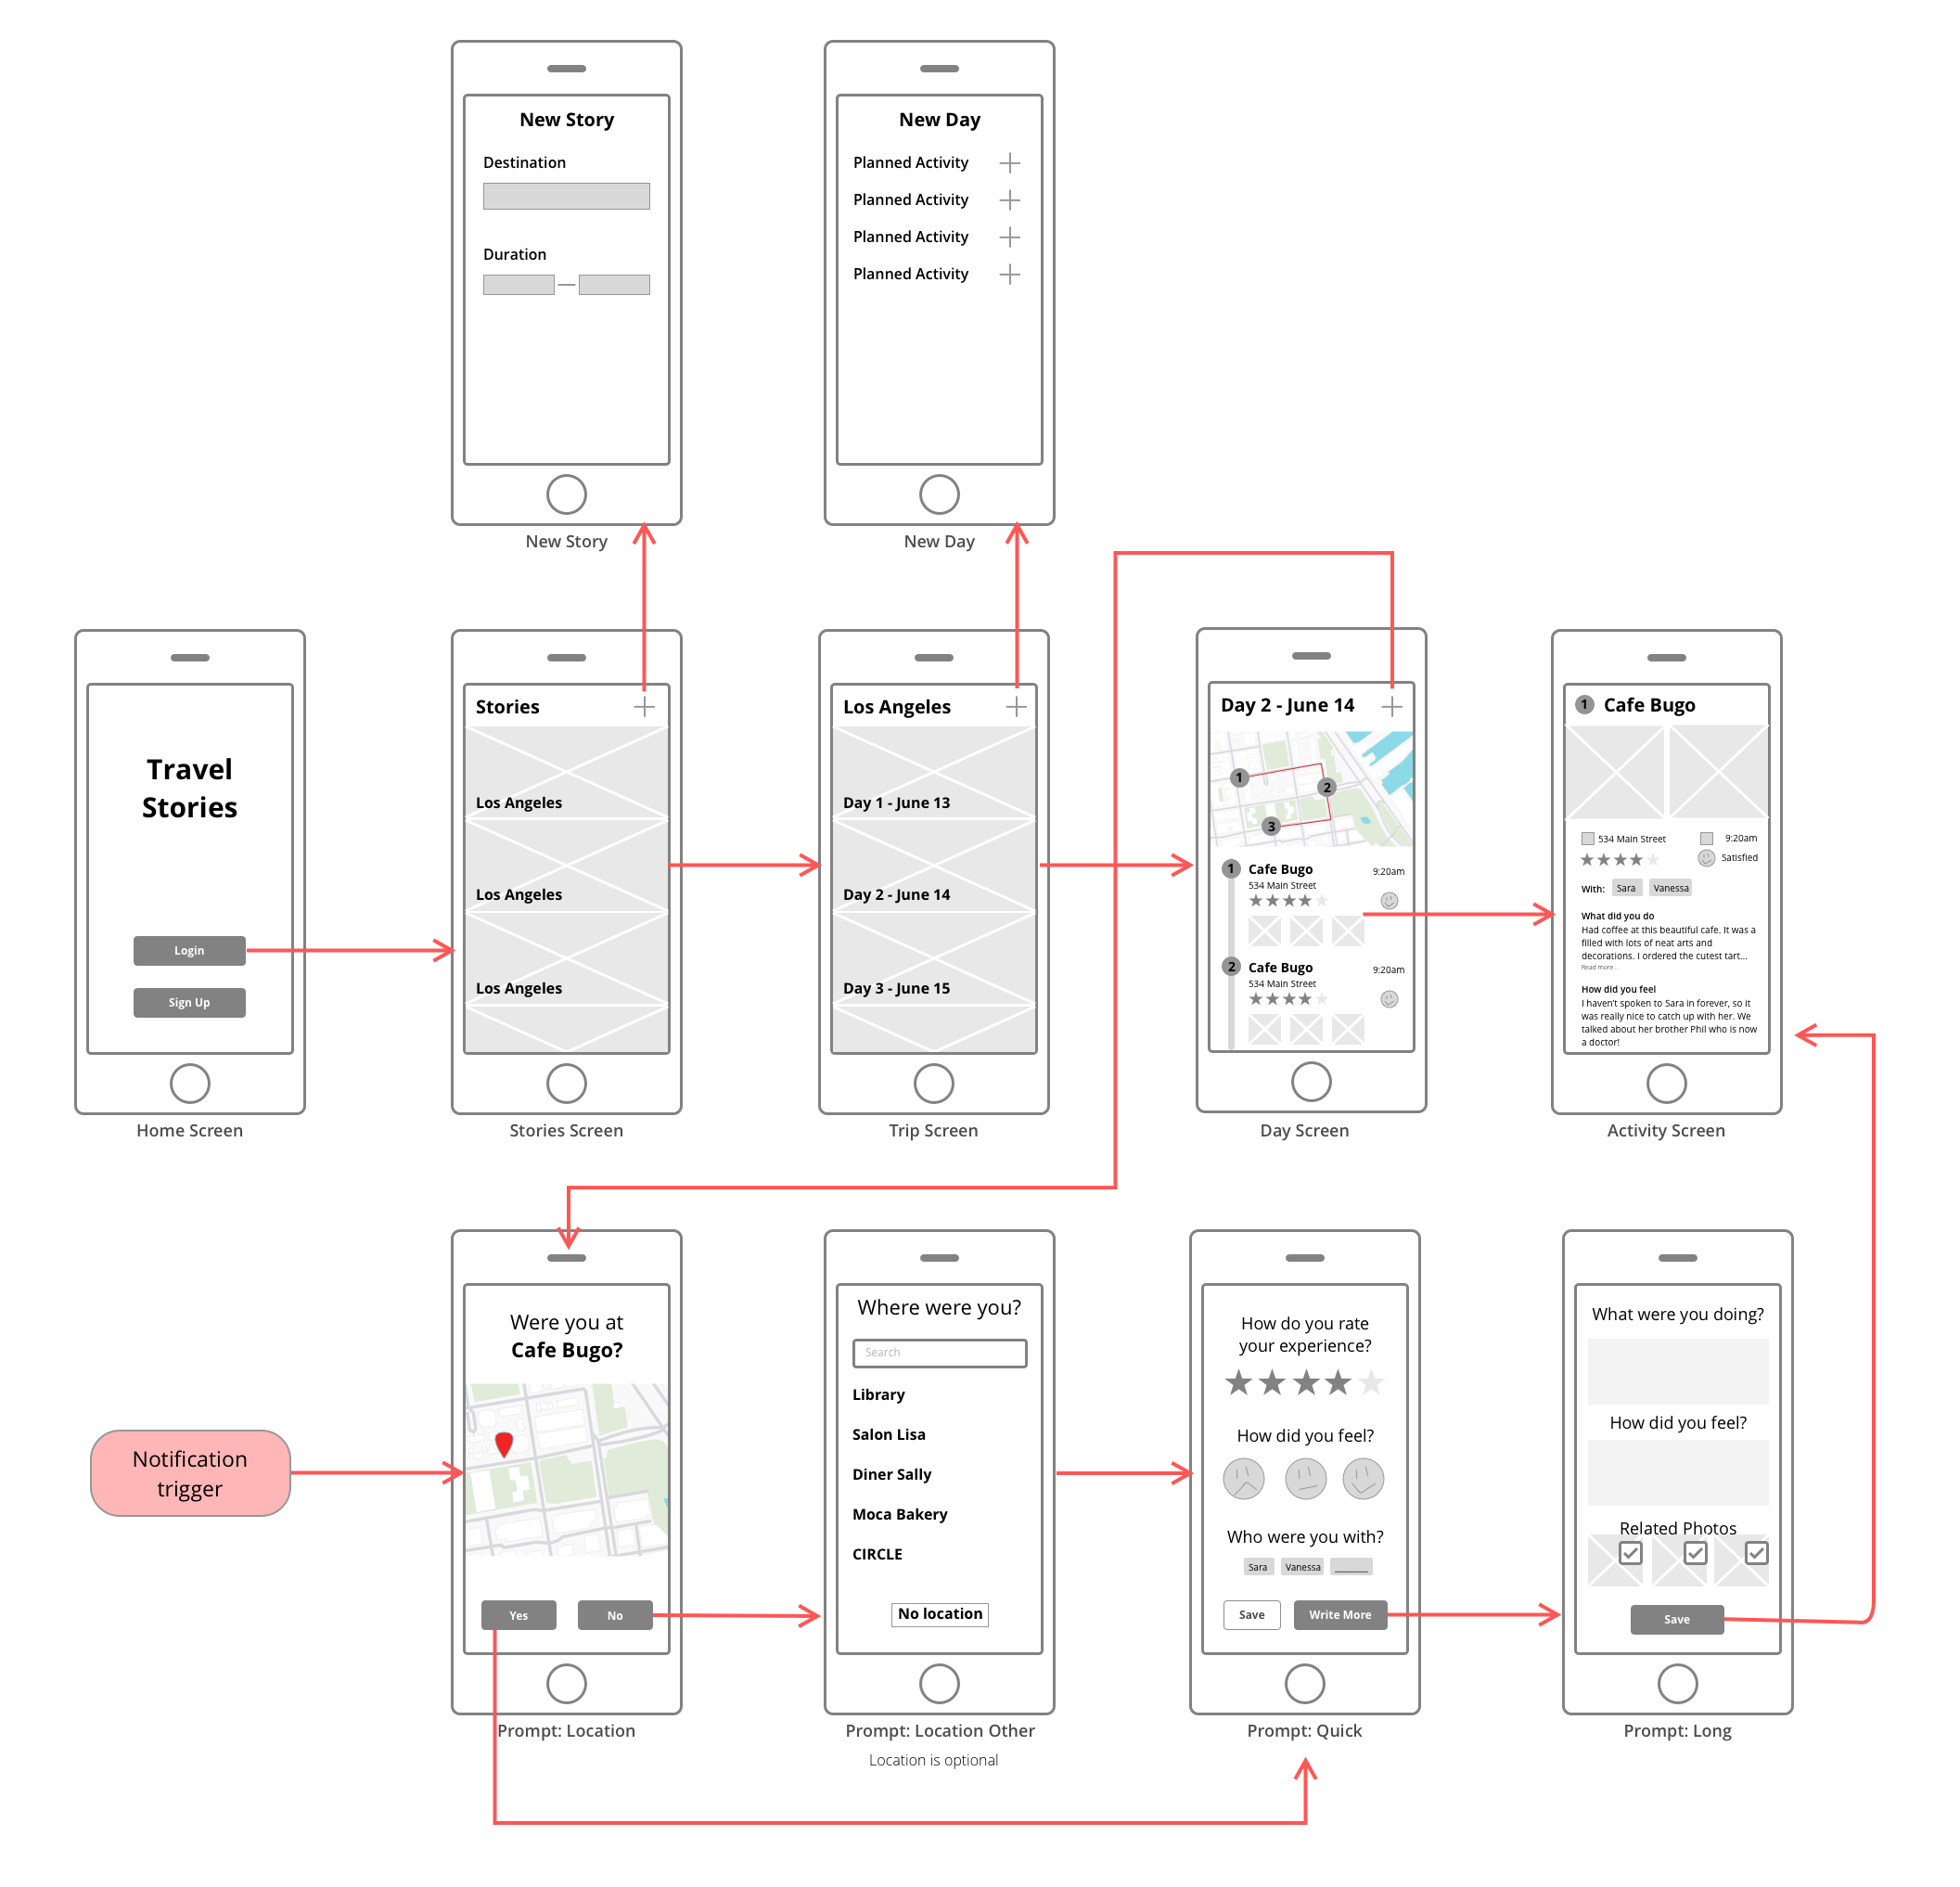 New Story
Destination
Duration
New Story
New Day
Planned Activity
Planned Activity
Planned Activity
Planned Activity
New Day
Travel
Stories
Login
Sign Up
Home Screen
Stories
Los Angeles
Los Angeles
Los Angeles
Stories Screen
Los Angeles
Day 1 - June 13
Day 2 - June 14
Day 3 - June 15
Trip Screen
Day 2 - June 14
1
2
3
1 Cafe Bugo 9:20am
534 Main Street
2 Cafe Bugo 9:20am
534 Main Street
Day Screen
1 Cafe Bugo
534 Main Street 9:20am
Satisfied
With: Sara Vanessa
What did you do
Had coffee at this beautiful cafe. It was a
filled with lots of neat arts and
decorations. I ordered the cutest tart...
Read more..
How did you feel
I haven't spoken to Sara in forever, so it
was really nice to catch up with her. We
talked about her brother Phil who is now
a doctor!
Activity Screen
Notification
trigger
Were you at
Cafe Bugo?
Yes No
Prompt: Location
Where were you?
Search
Library
Salon Lisa
Diner Sally
Moca Bakery
CIRCLE
No location
Prompt: Location Other
Location is optional
How do you rate
your experience?
How did you feel?
Who were you with?
Sara Vanessa
Save Write More
Prompt: Quick
What were you doing?
How did you feel?
Related Photos
Save
Prompt: Long